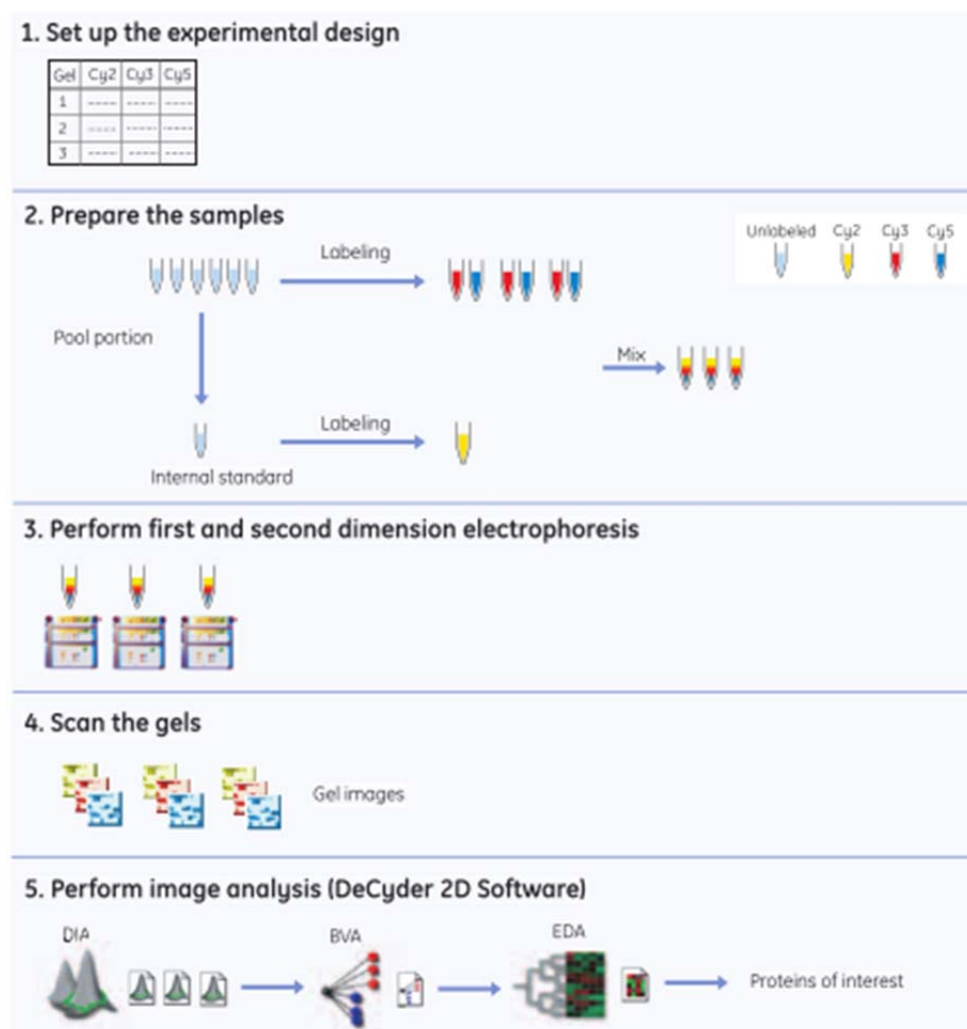 1. Set up the experimental design
Gel Cy2 Cy3 Cy5
1 ---- ---- ----
2 ---- ---- ----
3 ---- ---- ----
2. Prepare the samples
Unlabeled Cy2 Cy3 Cy5
Labeling
Pool portion
Mix
Labeling
Internal standard
3. Perform first and second dimension electrophoresis
4. Scan the gels
Gel images
5. Perform image analysis (DeCyder 2D Software)
DIA BVA EDA
Proteins of interest